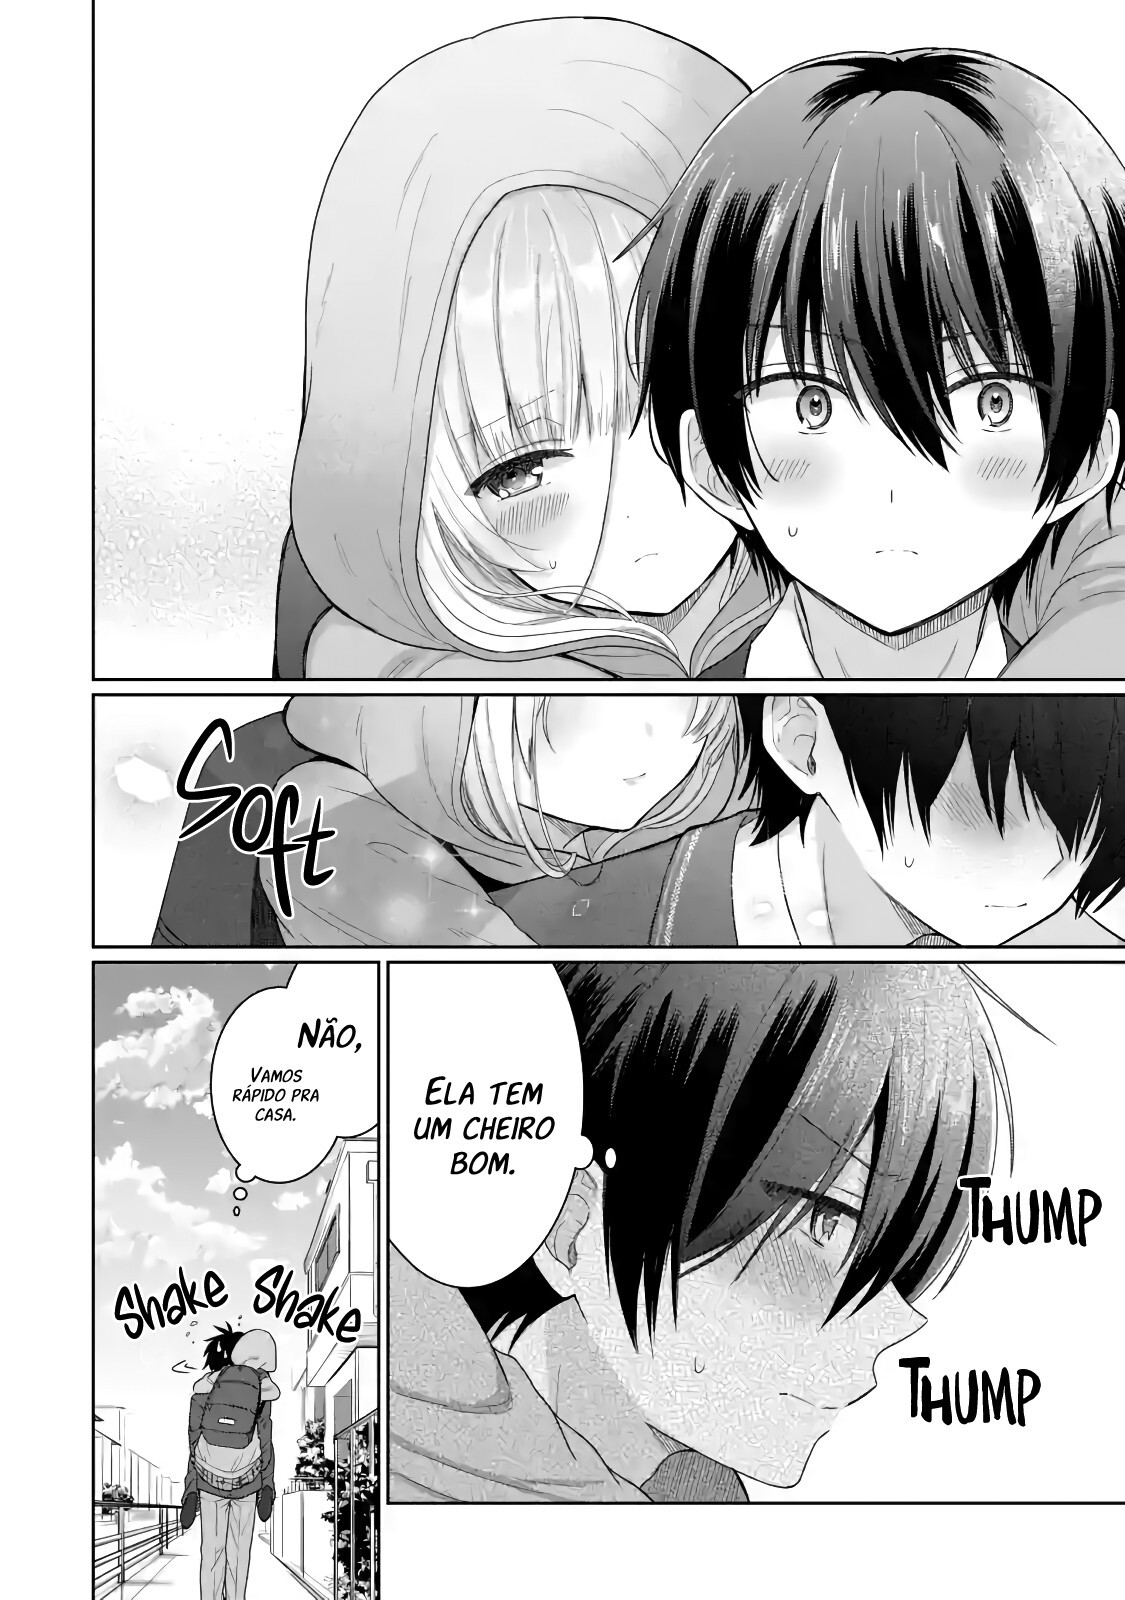 Soft
ELA TEM
UM CHEIRO
BOM.
THUMP
THUMP
NÃO,
VAMOS
RÁPIDO PRA
CASA.
Shake Shake